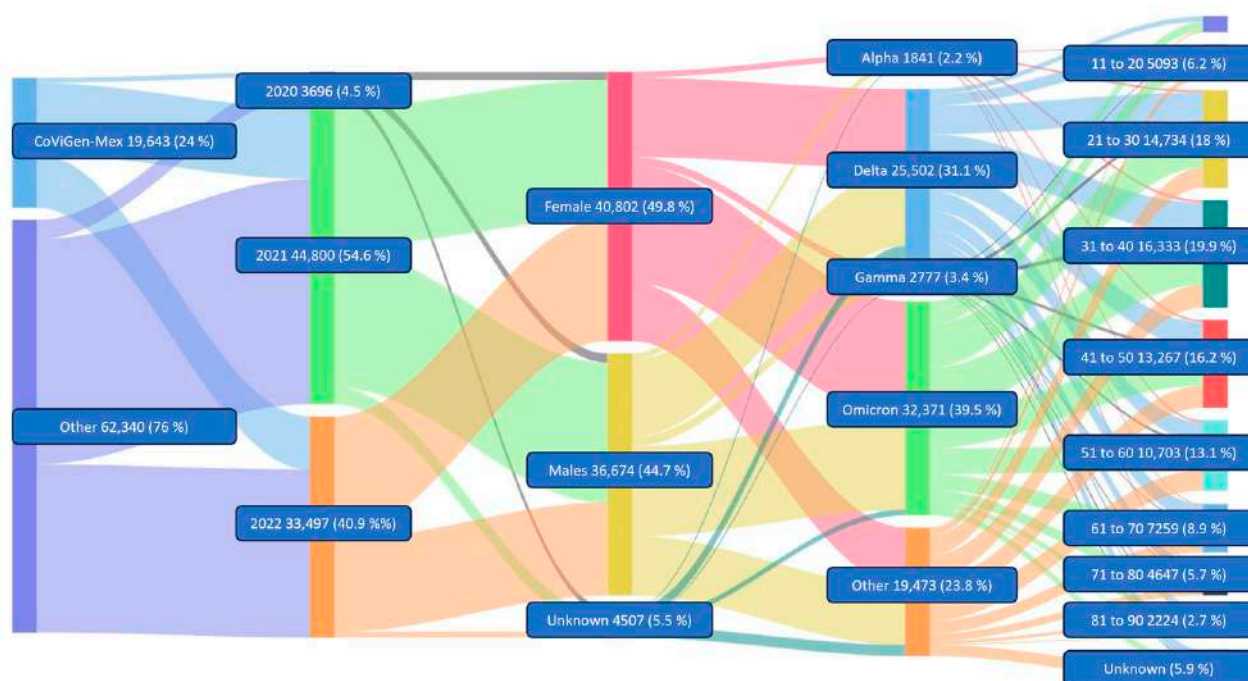 CoViGen-Mex 19,643 (24 %)
Other 62,340 (76 %)
2020 3696 (4.5 %)
2021 44,800 (54.6 %)
2022 33,497 (40.9 %%)
Female 40,802 (49.8 %)
Males 36,674 (44.7 %)
Unknown 4507 (5.5 %)
Alpha 1841 (2.2 %)
Delta 25,502 (31.1 %)
Gamma 2777 (3.4 %)
Omicron 32,371 (39.5 %)
Other 19,473 (23.8 %)
11 to 20 5093 (6.2 %)
21 to 30 14,734 (18 %)
31 to 40 16,333 (19.9 %)
41 to 50 13,267 (16.2 %)
51 to 60 10,703 (13.1 %)
61 to 70 7259 (8.9 %)
71 to 80 4647 (5.7 %)
81 to 90 2224 (2.7 %)
Unknown (5.9 %)